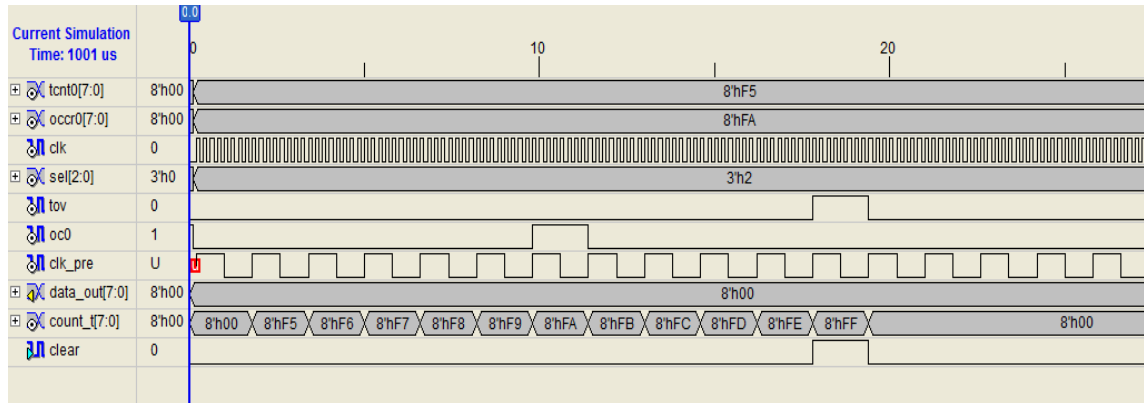 0.0
Current Simulation
Time: 1001 us
0 10 20
tcnt0[7:0] 8'h00 8'hF5
occr0[7:0] 8'h00 8'hFA
clk 0
sel[2:0] 3'h0 3'h2
tov 0
oc0 1
clk_pre U U
data_out[7:0] 8'h00 8'h00
count_t[7:0] 8'h00 8'h00 8'hF5 8'hF6 8'hF7 8'hF8 8'hF9 8'hFA 8'hFB 8'hFC 8'hFD 8'hFE 8'hFF 8'h00
clear 0